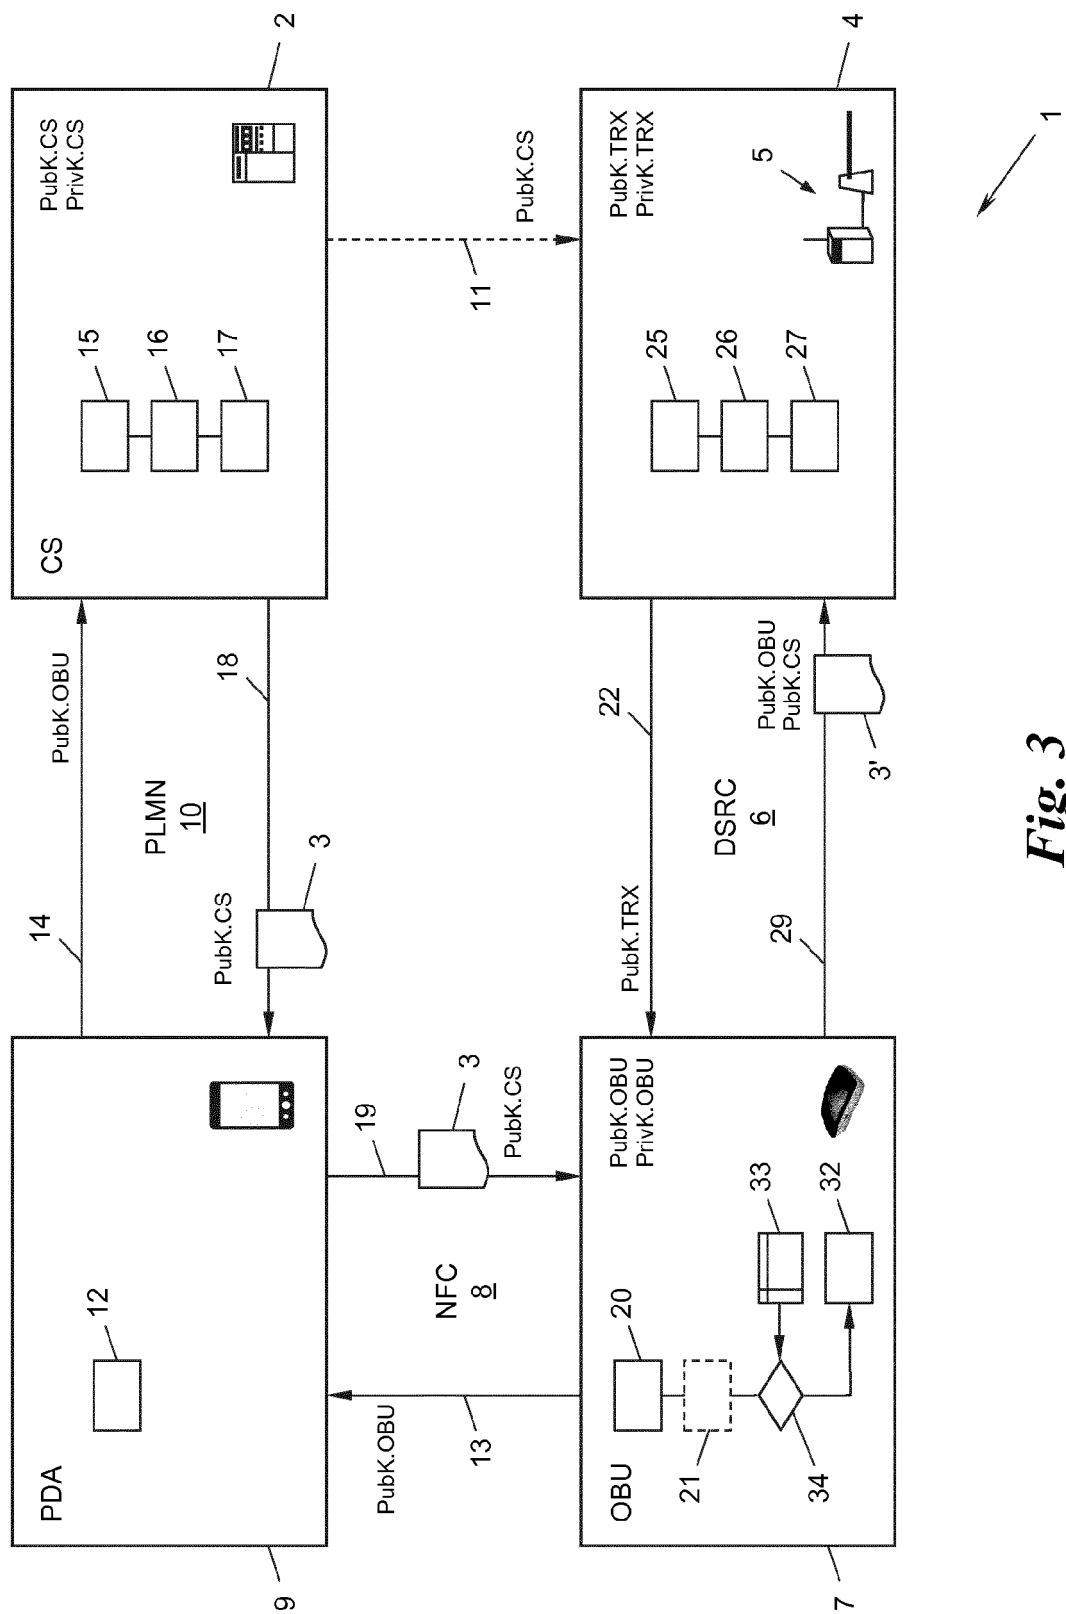 9
PDA
12
14
PubK.OBU
PLMN
10
PubK.CS
3
18
2
CS
15
16
17
PubK.CS
PrivK.CS
13
PubK.OBU
NFC
8
19
3
PubK.CS
11
PubK.CS
7
OBU
20
21
34
33
32
PubK.OBU
PrivK.OBU
PubK.TRX
22
DSRC
6
29
PubK.OBU
PubK.CS
3'
4
25
26
27
PubK.TRX
PrivK.TRX
5
1
Fig. 3